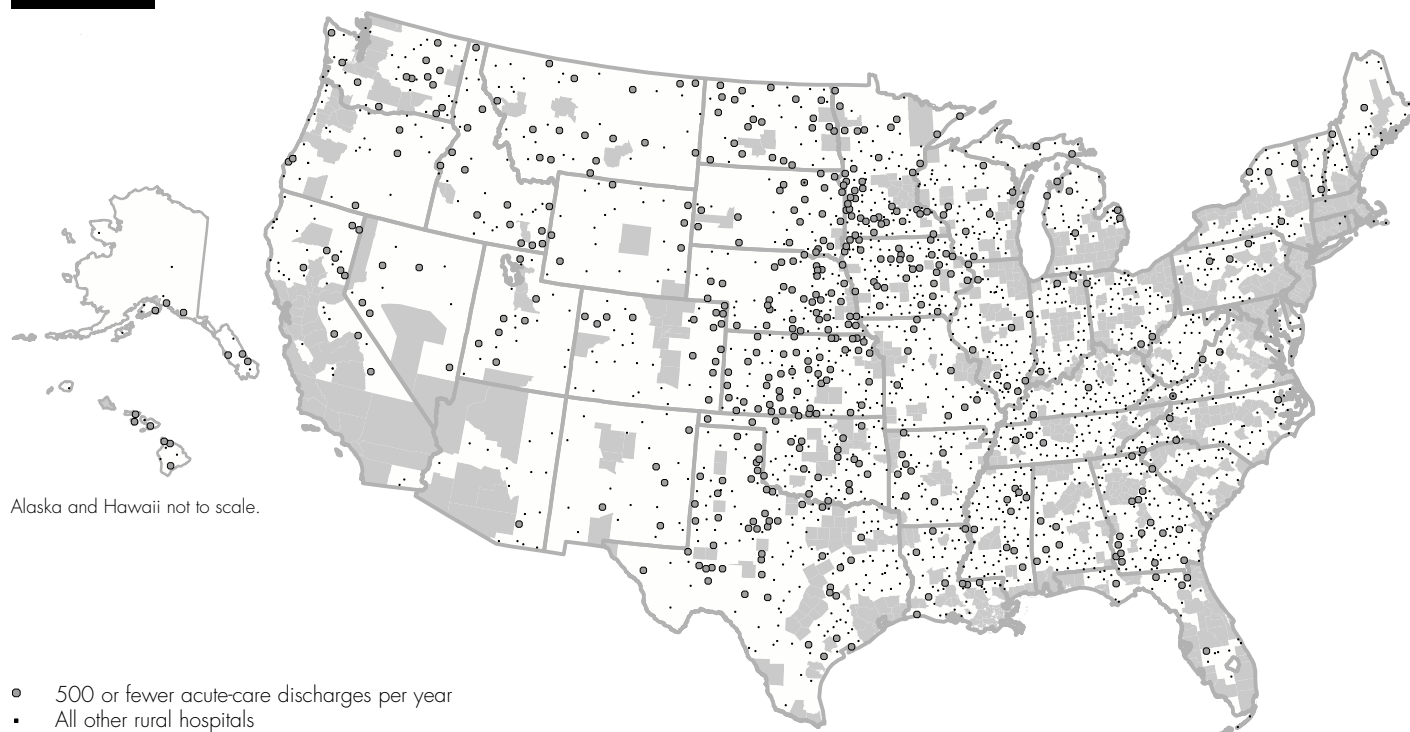 Alaska and Hawaii not to scale.
500 or fewer acute-care discharges per year
All other rural hospitals